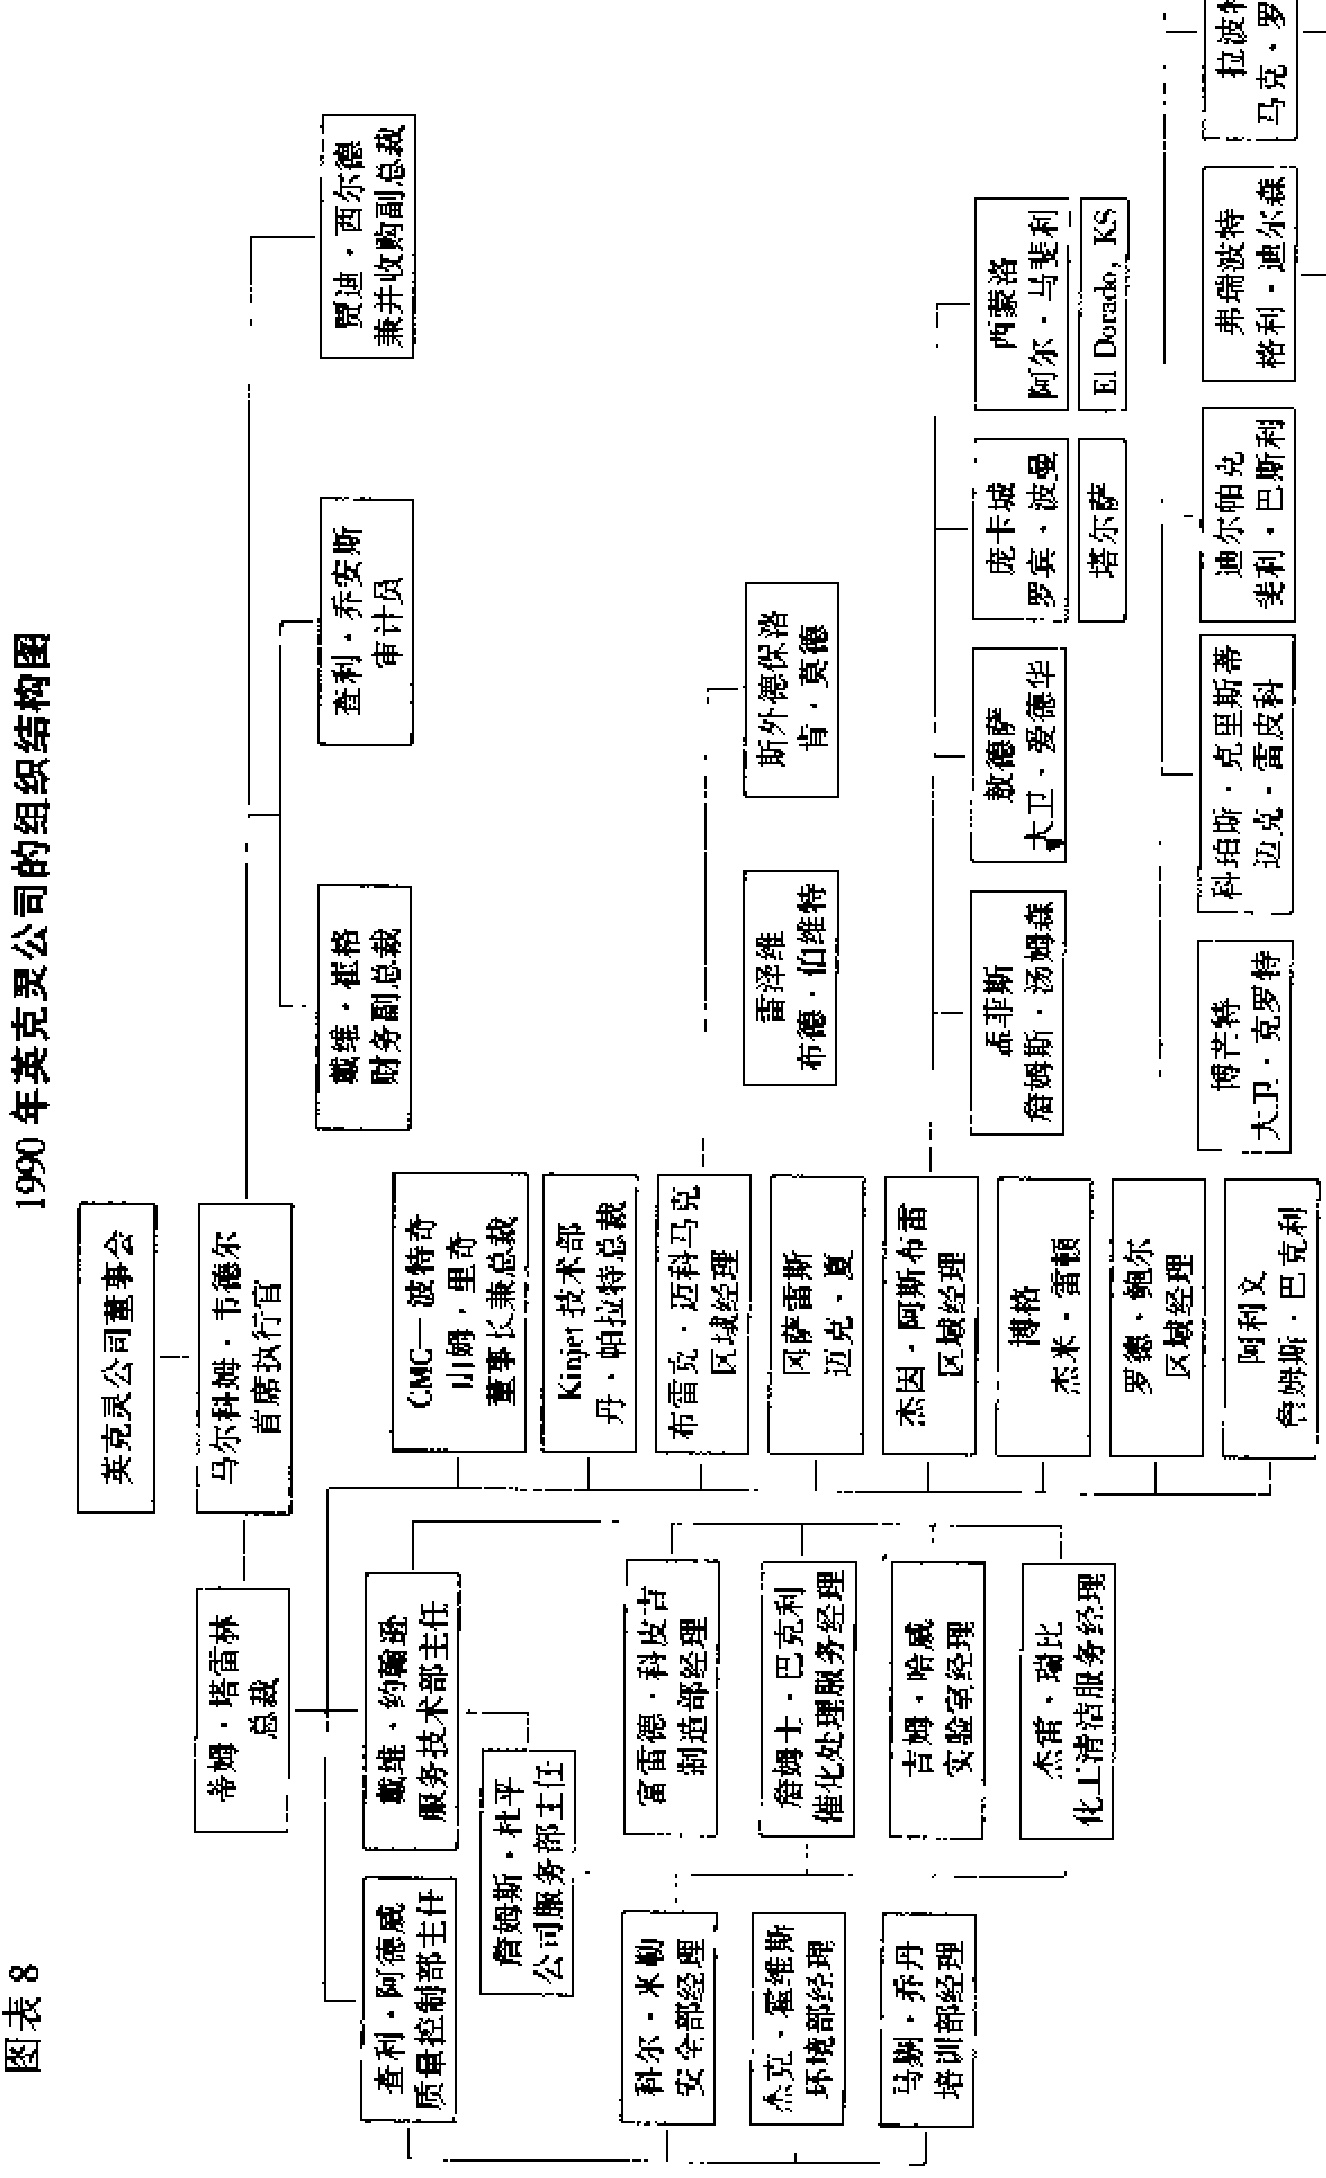 图表 8
1990 年英克灵公司的组织结构图
英克灵公司董事会
蒂姆·塔雷林
总裁
马尔科姆·韦德尔
首席执行官
戴维·崔格
财务副总裁
查利·乔安斯
审计员
贾迪·西尔德
兼并收购副总裁
查利·阿德威
质量控制部主任
戴维·约翰逊
服务技术部主任
詹姆斯·杜平
公司服务部主任
CMC—波特奇
山姆·里奇
董事长兼总裁
Kinjet 技术部
丹·帕拉特总裁
科尔·米勒
安全部经理
富雷德·科皮吉
制造部经理
布雷克·迈科马克
区域经理
雷泽维
布德·伯维特
斯外德保洛
肯·莫德
杰克·霍维斯
环境部经理
詹姆士·巴克利
催化处理服务经理
冈萨雷斯
迈克·夏
马·乔丹
培训部经理
吉姆·哈威
实验室经理
杰因·阿斯布雷
区域经理
孟菲斯
詹姆斯·汤姆森
敖德萨
大卫·爱德华
庞卡城
罗宾·波曼
西蒙洛
阿尔·马斐利
塔尔萨
El Dorado, KS
杰雷·瑞比
化工清洁服务经理
博格
杰米·雷顿
罗德·鲍尔
区域经理
阿利文
詹姆斯·巴克利
博芒特
大卫·克罗特
科珀斯·克里斯蒂
迈克·雷皮科
迪尔帕克
斐利·巴斯利
弗瑞波特
格利·迪尔森
拉波特
马克·罗